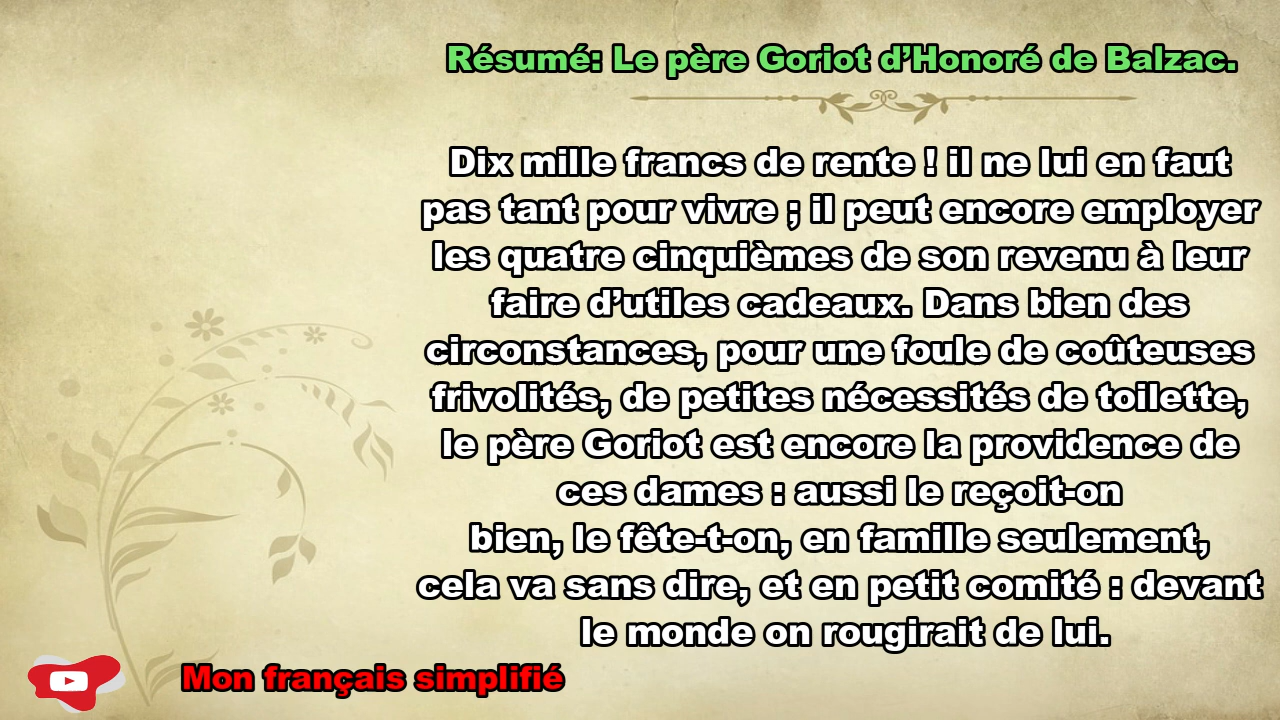 Résumé: Le père Goriot d’Honoré de Balzac.
Dix mille francs de rente ! il ne lui en faut
pas tant pour vivre ; il peut encore employer
les quatre cinquièmes de son revenu à leur
faire d’utiles cadeaux. Dans bien des
circonstances, pour une foule de coûteuses
frivolités, de petites nécessités de toilette,
le père Goriot est encore la providence de
ces dames : aussi le reçoit-on
bien, le fête-t-on, en famille seulement,
cela va sans dire, et en petit comité : devant
le monde on rougirait de lui.
Mon français simplifié